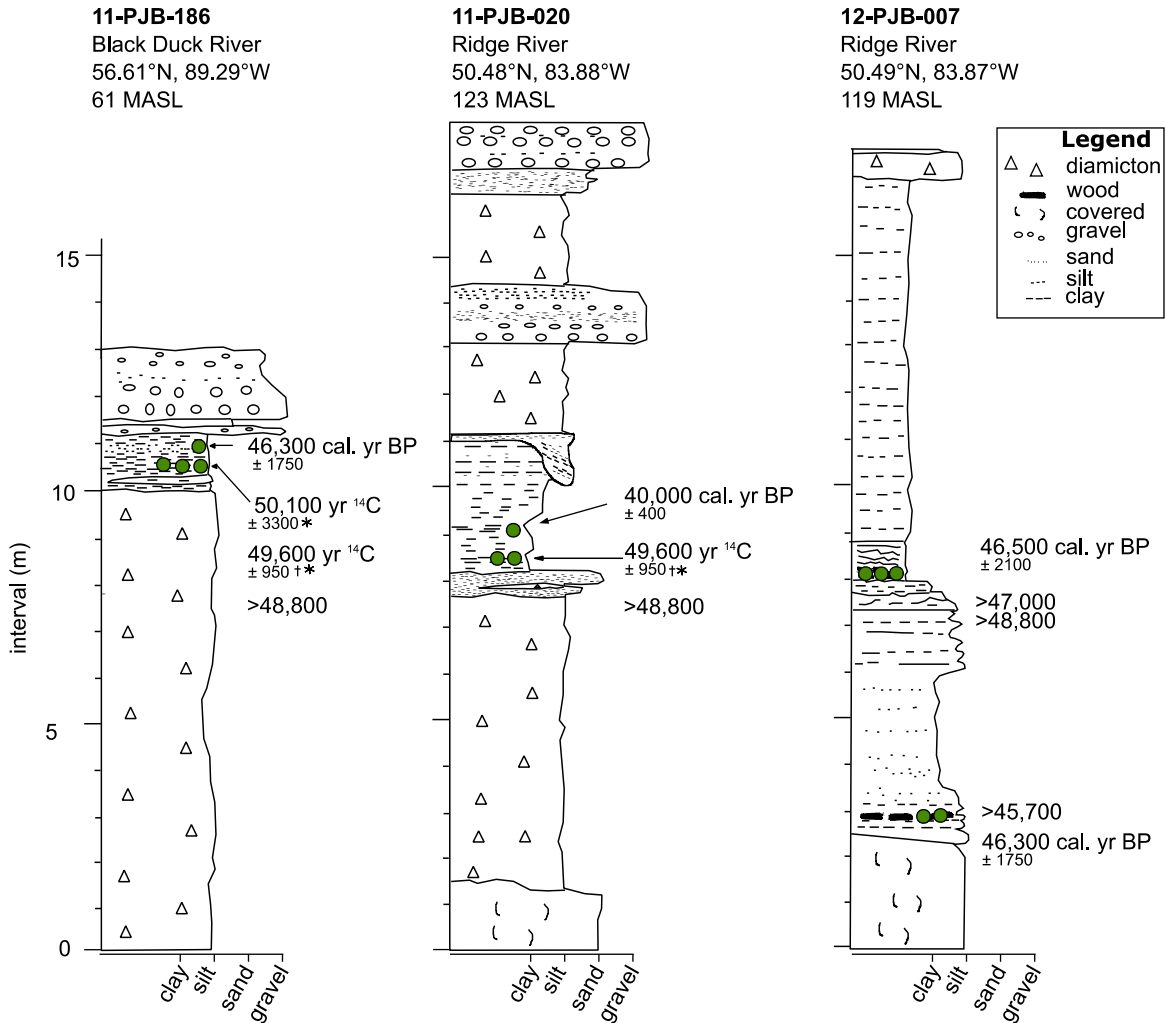 11-PJB-186
Black Duck River
56.61°N, 89.29°W
61 MASL
11-PJB-020
Ridge River
50.48°N, 83.88°W
123 MASL
12-PJB-007
Ridge River
50.49°N, 83.87°W
119 MASL
Legend
diamicton
wood
covered
gravel
sand
silt
clay
interval (m)
15
10
5
0
46,300 cal. yr BP
± 1750
50,100 yr ¹⁴C
± 3300 *
49,600 yr ¹⁴C
± 950 †*
>48,800
clay
silt
sand
gravel
40,000 cal. yr BP
± 400
49,600 yr ¹⁴C
± 950 †*
>48,800
clay
silt
sand
gravel
46,500 cal. yr BP
± 2100
>47,000
>48,800
>45,700
46,300 cal. yr BP
± 1750
clay
silt
sand
gravel